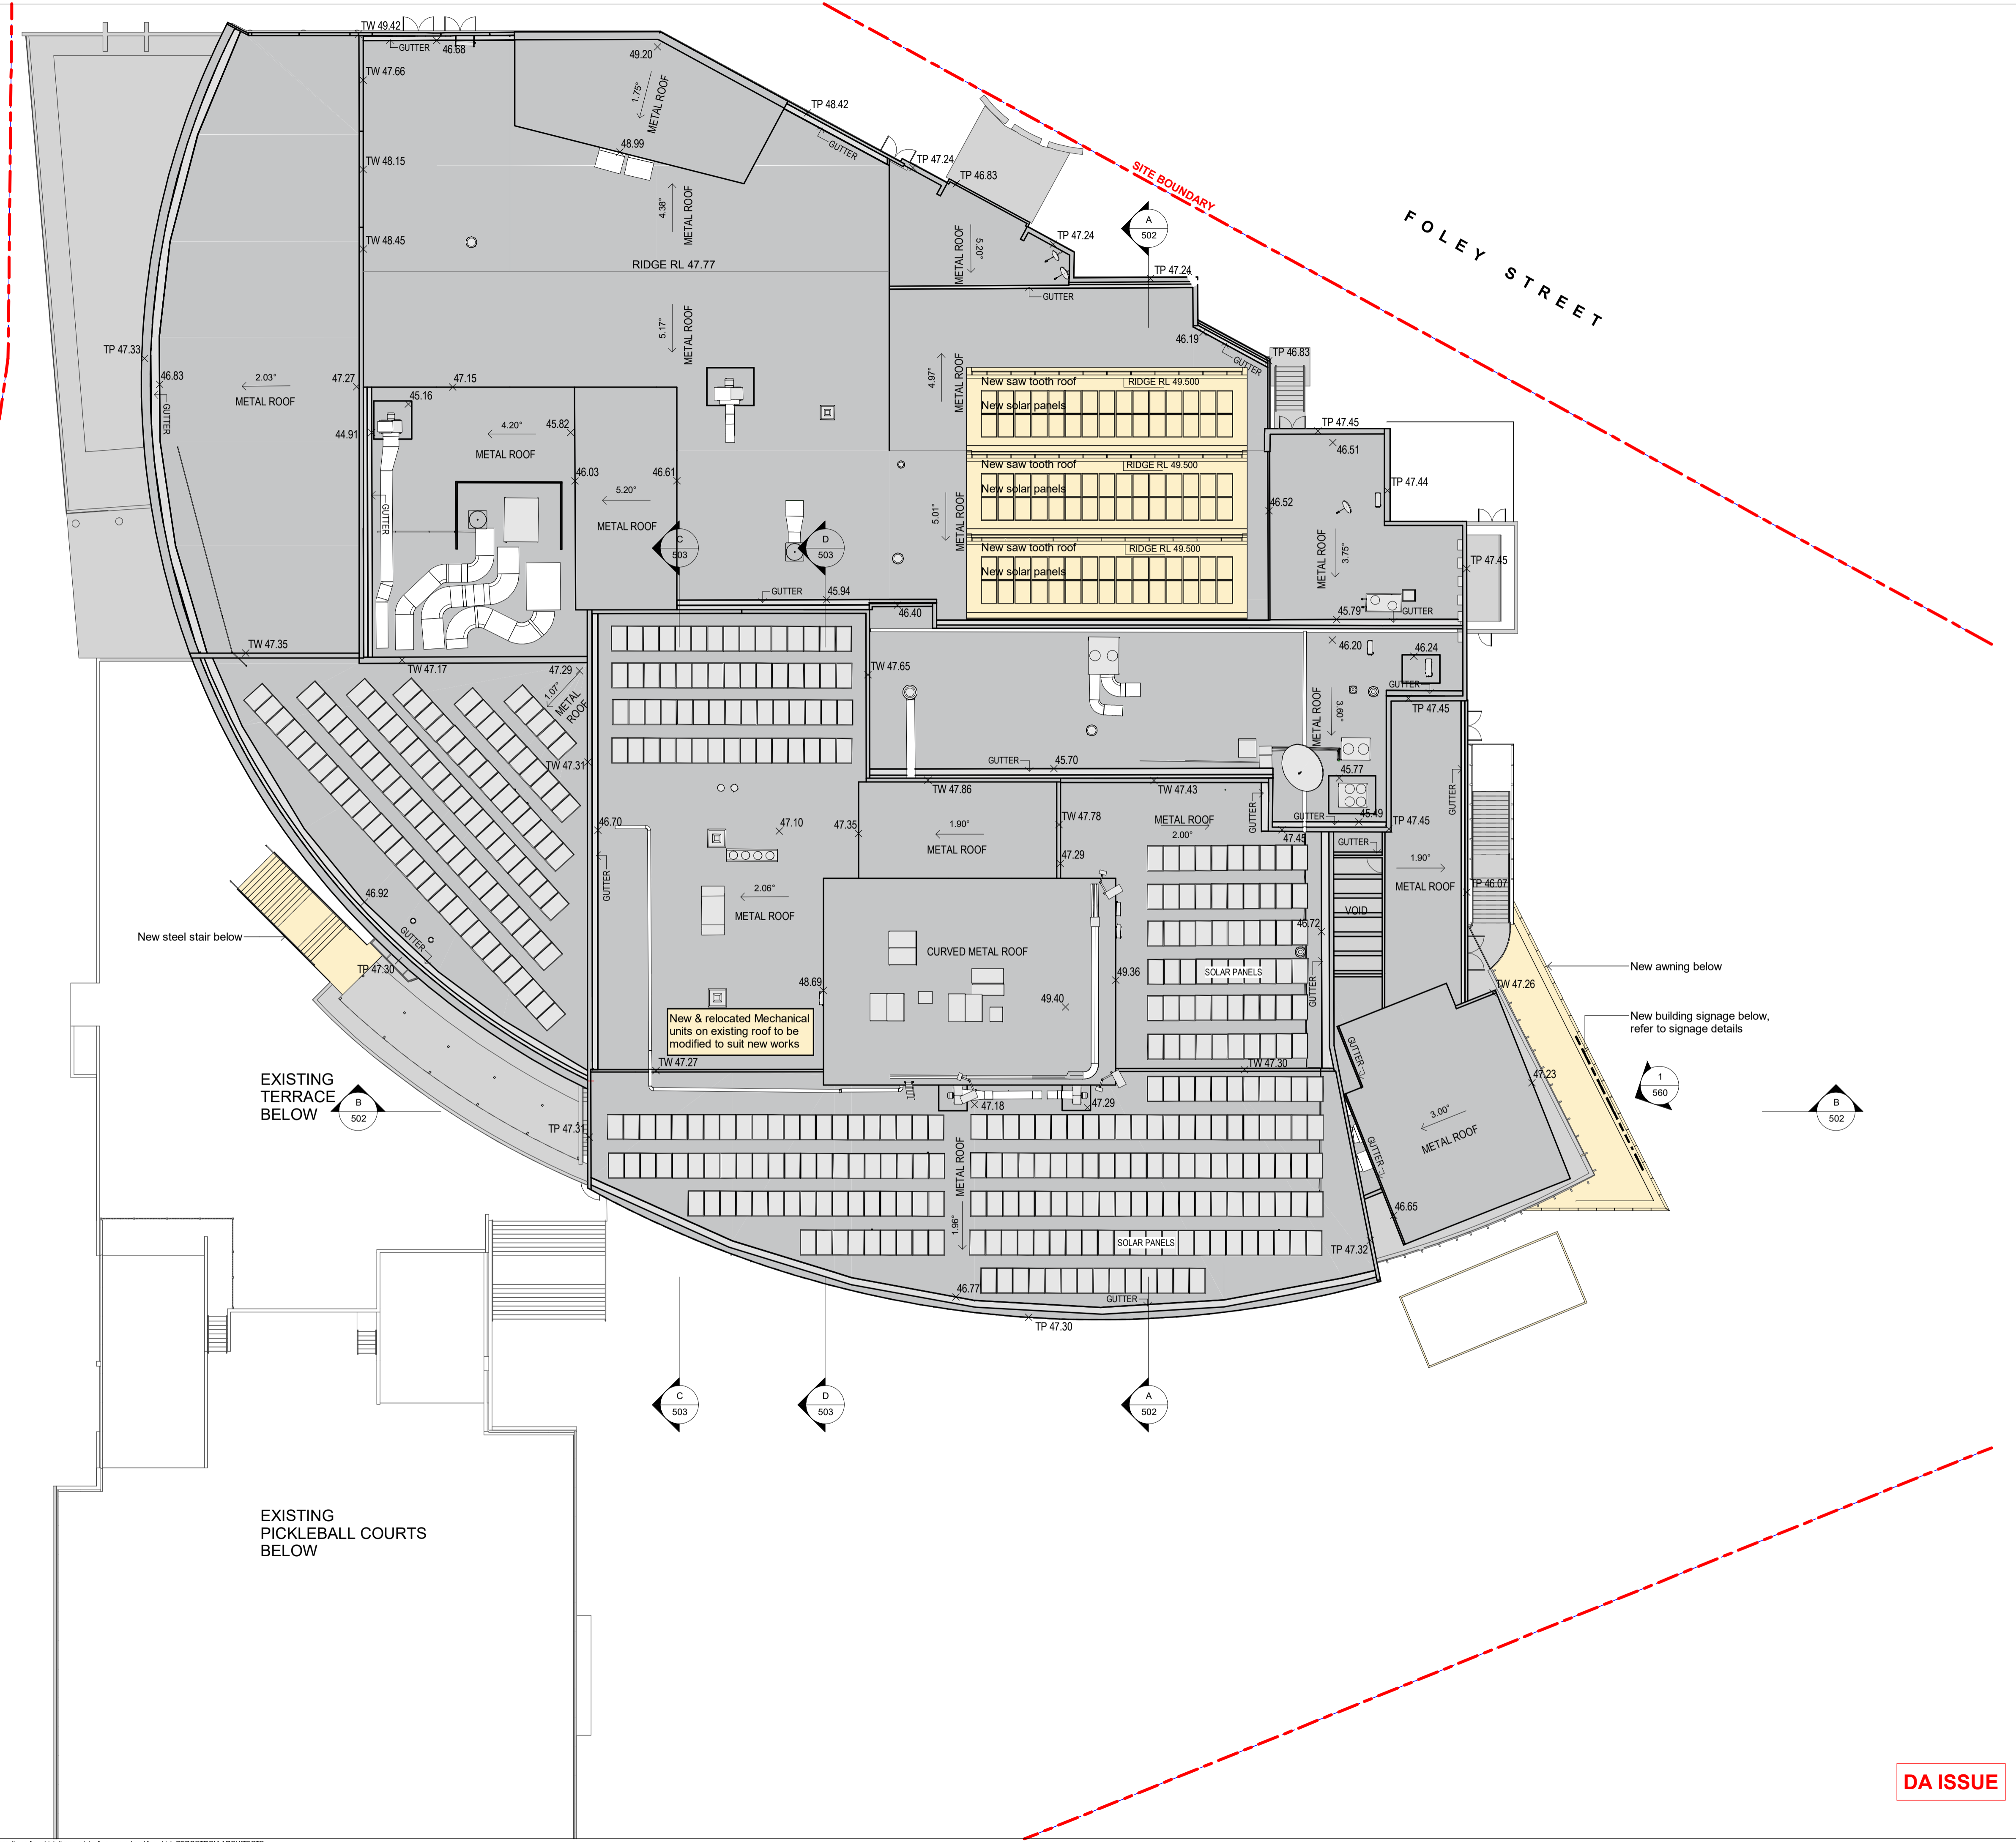 TW 49.42
GUTTER
46.68
49.20
TW 47.66
1.75°
METAL ROOF
TP 48.42
48.99
GUTTER
TW 48.15
TP 47.24
TP 46.83
SITE BOUNDARY
4.38°
METAL ROOF
A
502
FOLEY STREET
TW 48.45
TP 47.24
METAL ROOF
5.20°
RIDGE RL 47.77
TP 47.24
GUTTER
5.17°
METAL ROOF
46.19
GUTTER
TP 47.33
TP 46.83
46.83
2.03°
METAL ROOF
GUTTER
47.27
47.15
4.97°
METAL ROOF
New saw tooth roof
RIDGE RL 49.500
New solar panels
45.16
44.91
4.20°
45.82
METAL ROOF
TP 47.45
46.51
46.03
46.61
5.20°
METAL ROOF
New saw tooth roof
RIDGE RL 49.500
New solar panels
TP 47.44
46.52
GUTTER
5.01°
METAL ROOF
C
503
D
503
New saw tooth roof
RIDGE RL 49.500
New solar panels
METAL ROOF
3.75°
TP 47.45
GUTTER
45.94
46.40
45.79
GUTTER
TW 47.35
TW 47.17
47.29
1.07°
METAL
ROOF
TW 47.65
46.20
46.24
GUTTER
TP 47.45
METAL ROOF
3.60°
TW 47.31
GUTTER
45.70
45.77
GUTTER
TW 47.86
TW 47.43
GUTTER
GUTTER
45.49
TP 47.45
46.70
47.10
47.35
1.90°
METAL ROOF
TW 47.78
METAL ROOF
2.00°
47.45
GUTTER
47.29
1.90°
METAL ROOF
GUTTER
2.06°
METAL ROOF
46.92
VOID
TP 46.07
46.72
New steel stair below
GUTTER
TP 47.30
CURVED METAL ROOF
49.36
SOLAR PANELS
GUTTER
New awning below
48.69
49.40
TW 47.26
New & relocated Mechanical
units on existing roof to be
modified to suit new works
New building signage below,
refer to signage details
GUTTER
TW 47.27
TW 47.30
EXISTING
TERRACE
BELOW
B
502
47.23
1
560
B
502
47.18
47.29
3.00°
METAL ROOF
TP 47.31
METAL ROOF
GUTTER
1.96°
46.65
SOLAR PANELS
TP 47.32
46.77
GUTTER
TP 47.30
C
503
D
503
A
502
EXISTING
PICKLEBALL COURTS
BELOW
DA ISSUE